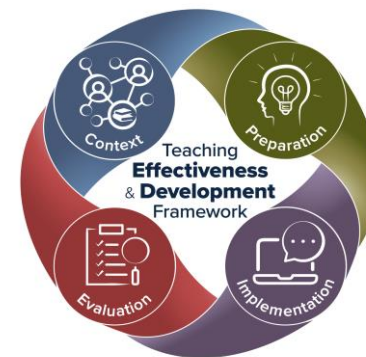 Context
Preparation
Teaching
Effectiveness
& Development
Framework
Evaluation
Implementation